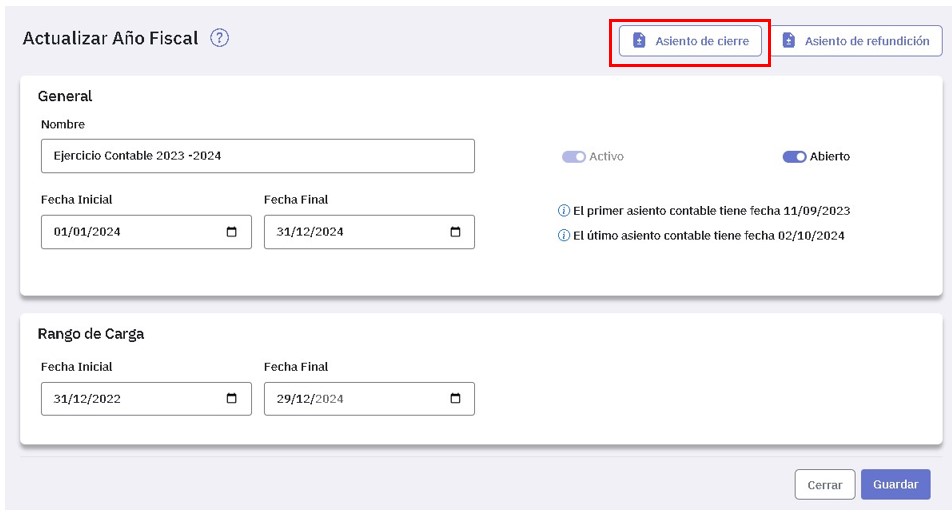 Actualizar Año Fiscal ?
Asiento de cierre
Asiento de refundición
General
Nombre
Ejercicio Contable 2023 -2024
Activo
Abierto
Fecha Inicial
Fecha Final
01/01/2024
31/12/2024
El primer asiento contable tiene fecha 11/09/2023
El útimo asiento contable tiene fecha 02/10/2024
Rango de Carga
Fecha Inicial
Fecha Final
31/12/2022
29/12/2024
Cerrar
Guardar